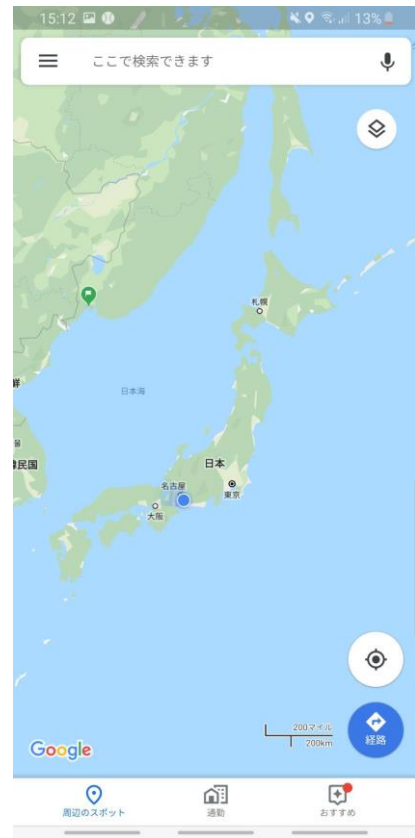 15:12
13%
ここで検索できます
札幌
日本海
民国
日本
名古屋
東京
大阪
200マイル
200km
経路
Google
周辺のスポット
通勤
おすすめ